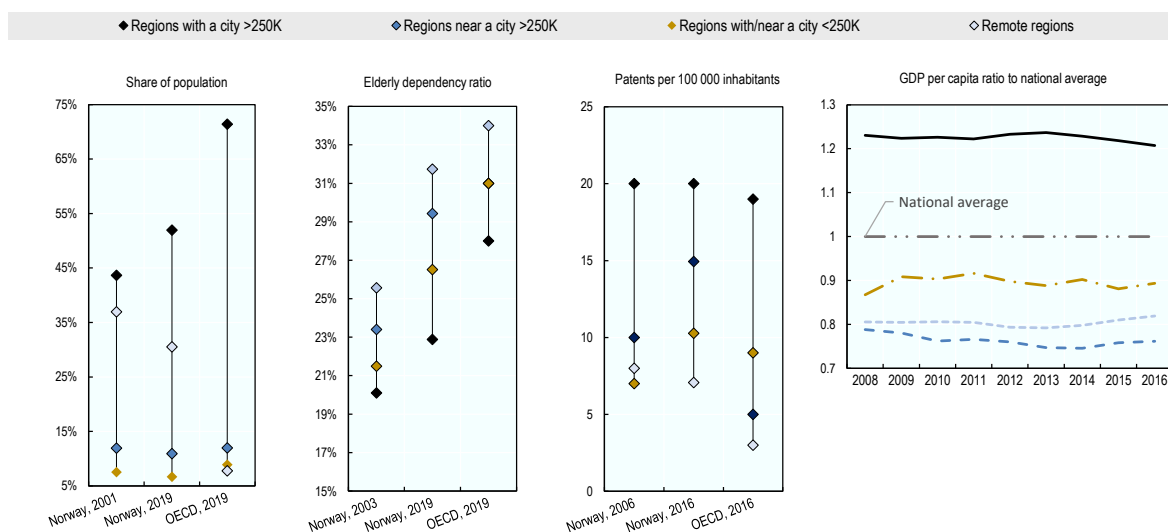 Regions with a city >250K
Regions near a city >250K
Regions with/near a city <250K
Remote regions
Share of population
75%
65%
55%
45%
35%
25%
15%
5%
Norway, 2001
Norway, 2019
OECD, 2019
Elderly dependency ratio
35%
33%
31%
29%
27%
25%
23%
21%
19%
17%
15%
Norway, 2003
Norway, 2019
OECD, 2019
Patents per 100 000 inhabitants
25
20
15
10
5
0
Norway, 2006
Norway, 2016
OECD, 2016
GDP per capita ratio to national average
1.3
1.2
1.1
1
0.9
0.8
0.7
National average
2008 2009 2010 2011 2012 2013 2014 2015 2016